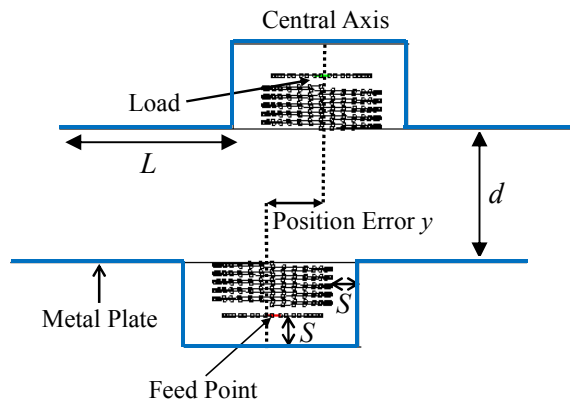 Central Axis
Load
L
d
Position Error y
S
Metal Plate
S
Feed Point